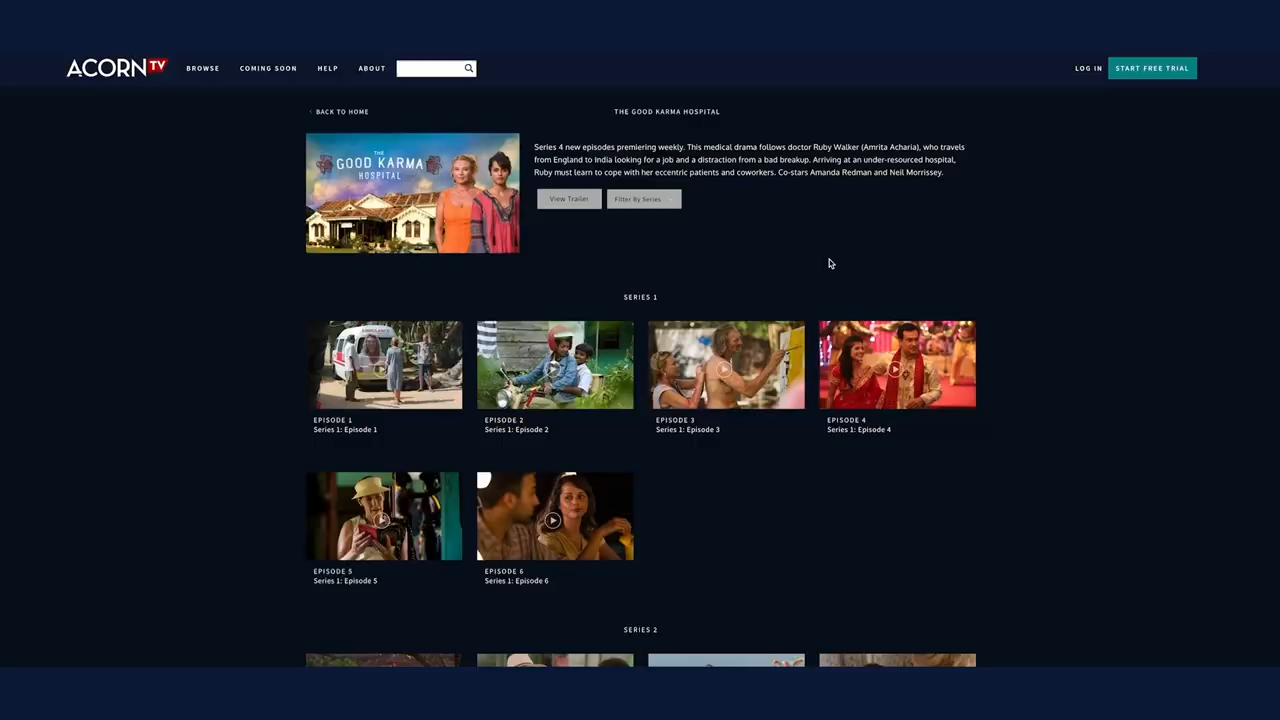 ACORN TV BROWSE COMING SOON HELP ABOUT LOG IN START FREE TRIAL
‹ BACK TO HOME THE GOOD KARMA HOSPITAL
THE
GOOD KARMA
HOSPITAL
Series 4 new episodes premiering weekly. This medical drama follows doctor Ruby Walker (Amrita Acharia), who travels
from England to India looking for a job and a distraction from a bad breakup. Arriving at an under-resourced hospital,
Ruby must learn to cope with her eccentric patients and coworkers. Co-stars Amanda Redman and Neil Morrissey.
View Trailer Filter By Series
SERIES 1
AMBULANCE
EPISODE 1 EPISODE 2 EPISODE 3 EPISODE 4
Series 1: Episode 1 Series 1: Episode 2 Series 1: Episode 3 Series 1: Episode 4
EPISODE 5 EPISODE 6
Series 1: Episode 5 Series 1: Episode 6
SERIES 2